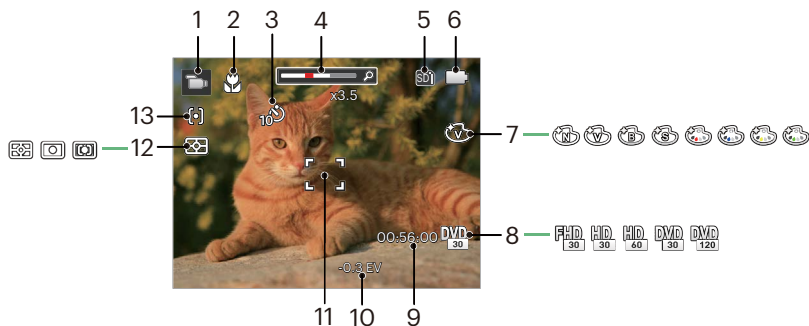 1 2 3 4 5 6
SD
x3.5
13
10
V 7 N V B S
12
00:56:00 DVD 30 8 FHD 30 HD 30 HD 60 DVD 30 DVD 120
-0.3 EV
11 10 9